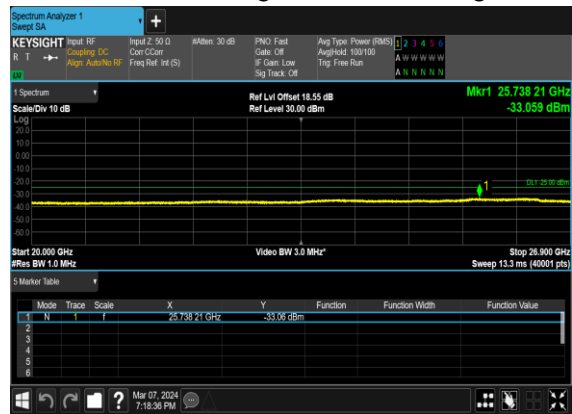 Spectrum Analyzer 1
Swept SA
+
KEYSIGHT Input: RF Input Z: 50 Ω #Atten: 30 dB PNO: Fast Avg Type: Power (RMS) 1 2 3 4 5 6
R T Coupling: DC Corr CCorr Gate: Off Avg|Hold: 100/100 A W W W W W
Align: Auto/No RF Freq Ref: Int (S) IF Gain: Low Trig: Free Run A N N N N N
LW Sig Track: Off
1 Spectrum Ref Lvl Offset 18.55 dB Mkr1 25.738 21 GHz
Scale/Div 10 dB Ref Level 30.00 dBm -33.059 dBm
Log
20.0
10.0
0.00
-10.0
-20.0 1 DL1 -25.00 dBm
-30.0
-40.0
-50.0
-60.0
Start 20.000 GHz Video BW 3.0 MHz* Stop 26.900 GHz
#Res BW 1.0 MHz Sweep 13.3 ms (40001 pts)
5 Marker Table
Mode Trace Scale X Y Function Function Width Function Value
1 N 1 f 25.738 21 GHz -33.06 dBm
2
3
4
5
6
? Mar 07, 2024
7:18:36 PM